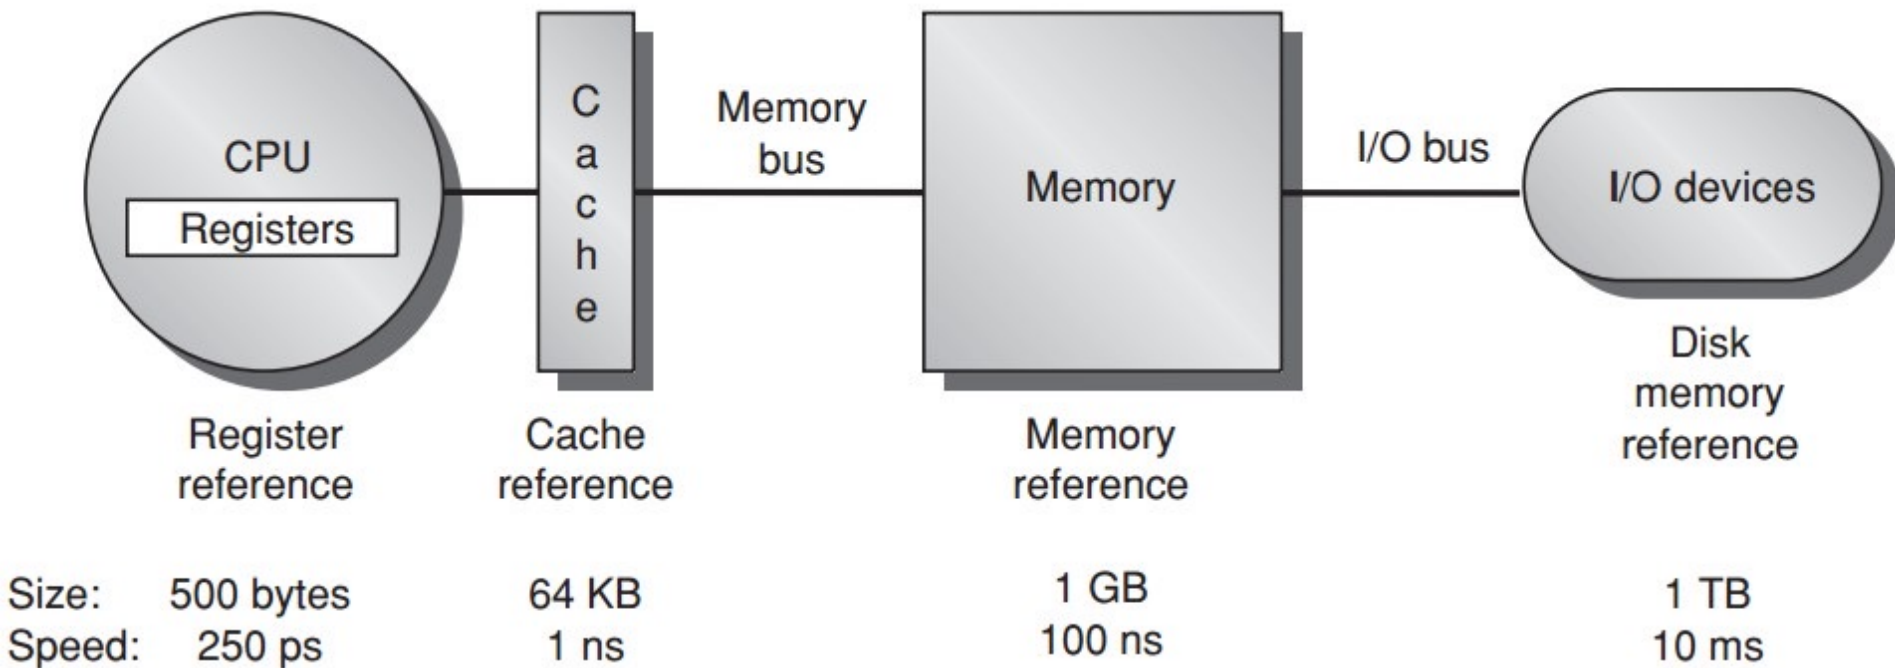 CPU
Registers
C
a
c
h
e
Memory
bus
Memory
I/O bus
I/O devices
Register
reference
Cache
reference
Memory
reference
Disk
memory
reference
Size: 500 bytes 64 KB 1 GB 1 TB
Speed: 250 ps 1 ns 100 ns 10 ms